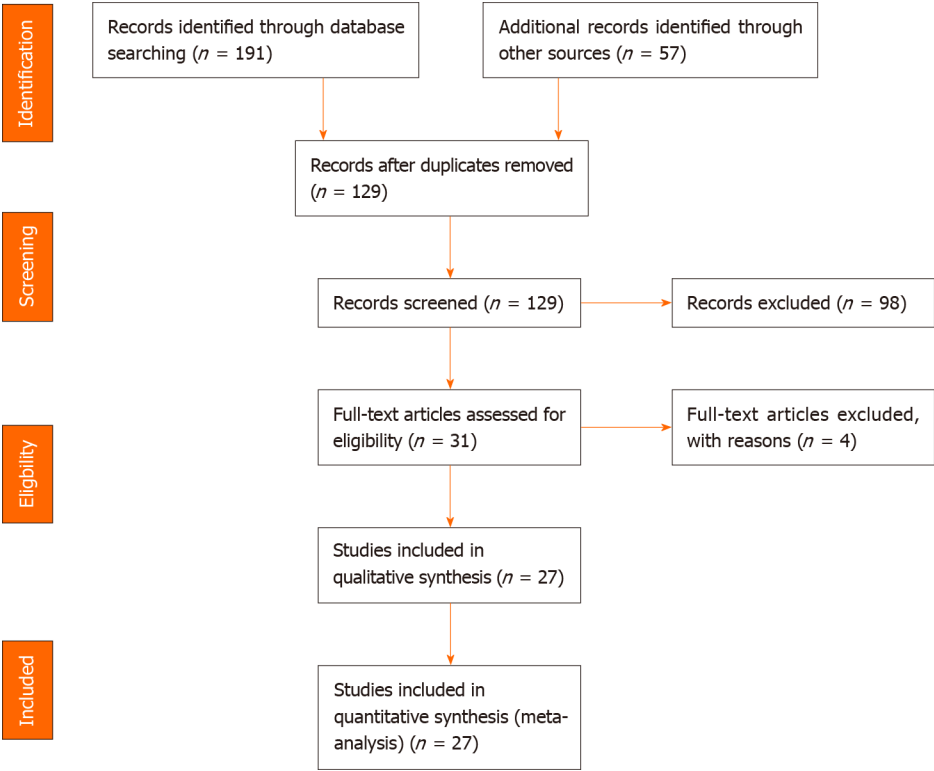 Identification
Records identified through database
searching (n = 191)
Additional records identified through
other sources (n = 57)
Records after duplicates removed
(n = 129)
Screening
Records screened (n = 129)
Records excluded (n = 98)
Eligbility
Full-text articles assessed for
eligibility (n = 31)
Full-text articles excluded,
with reasons (n = 4)
Studies included in
qualitative synthesis (n = 27)
Included
Studies included in
quantitative synthesis (meta-
analysis) (n = 27)